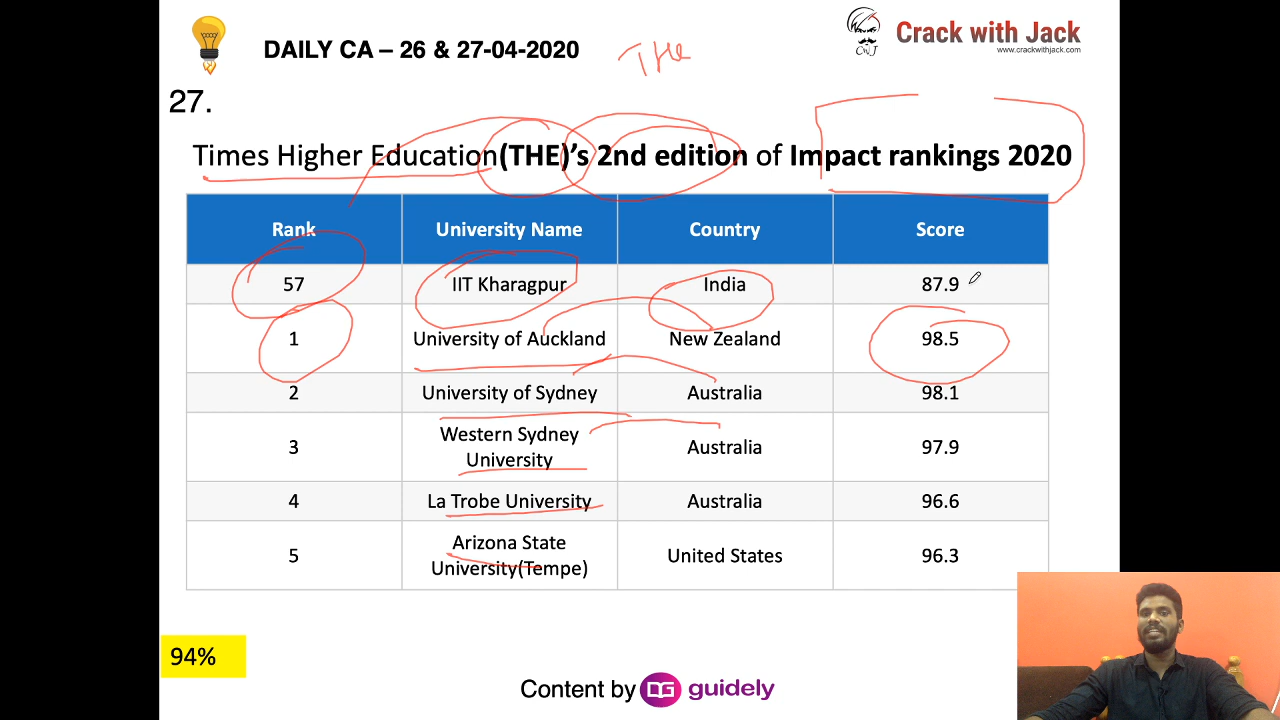 DAILY CA – 26 & 27-04-2020
THE
CWJ
Crack with Jack
www.crackwithjack.com
27.
Times Higher Education(THE)'s 2nd edition of Impact rankings 2020
Rank University Name Country Score
57 IIT Kharagpur India 87.9
1 University of Auckland New Zealand 98.5
2 University of Sydney Australia 98.1
3 Western Sydney University Australia 97.9
4 La Trobe University Australia 96.6
5 Arizona State University(Tempe) United States 96.3
94%
Content by DG guidely